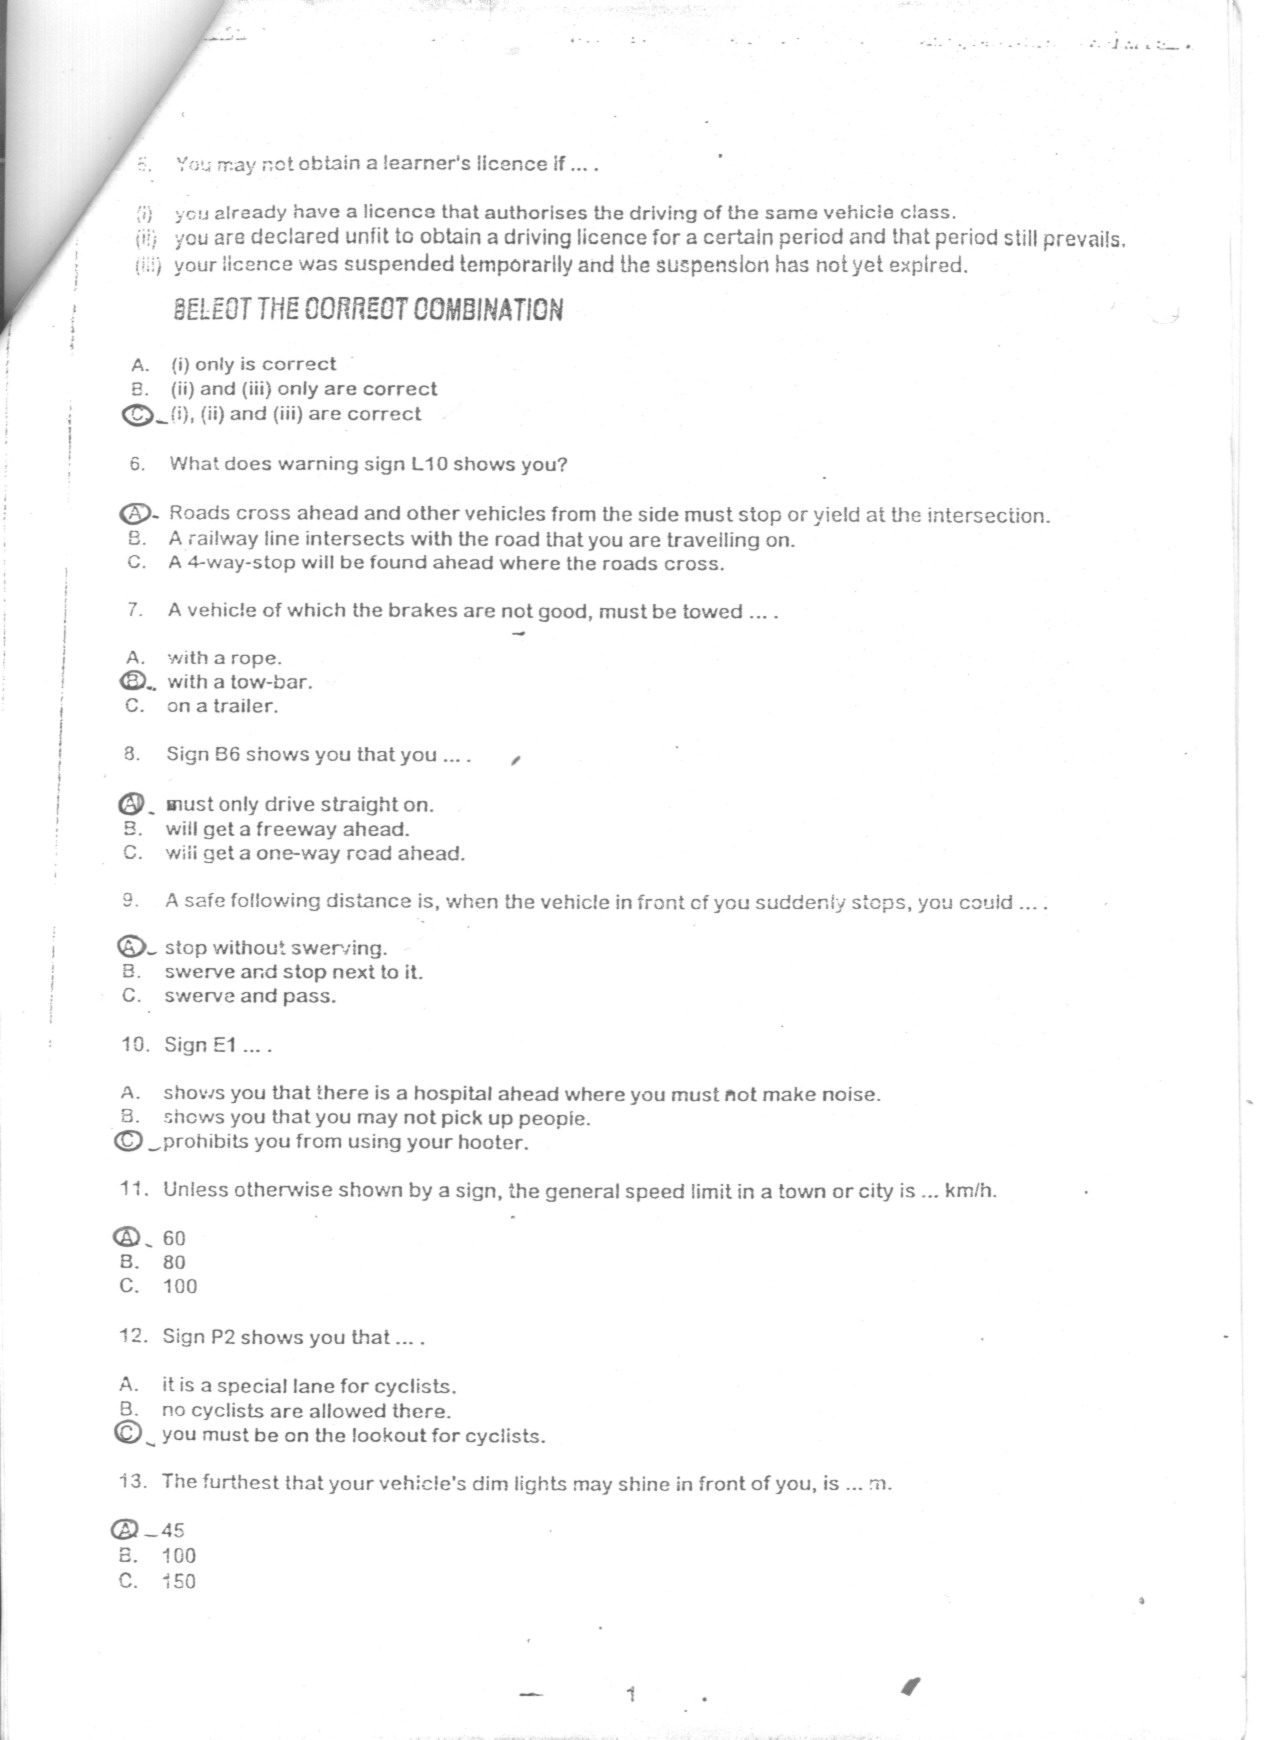 5. You may not obtain a learner's licence if ... .
(i) you already have a licence that authorises the driving of the same vehicle class.
(ii) you are declared unfit to obtain a driving licence for a certain period and that period still prevails.
(iii) your licence was suspended temporarily and the suspension has not yet expired.
SELECT THE CORRECT COMBINATION
A. (i) only is correct
B. (ii) and (iii) only are correct
C. (i), (ii) and (iii) are correct
6. What does warning sign L10 shows you?
A. Roads cross ahead and other vehicles from the side must stop or yield at the intersection.
B. A railway line intersects with the road that you are travelling on.
C. A 4-way-stop will be found ahead where the roads cross.
7. A vehicle of which the brakes are not good, must be towed ... .
A. with a rope.
B. with a tow-bar.
C. on a trailer.
8. Sign B6 shows you that you ... .
A. must only drive straight on.
B. will get a freeway ahead.
C. will get a one-way road ahead.
9. A safe following distance is, when the vehicle in front of you suddenly stops, you could ... .
A. stop without swerving.
B. swerve and stop next to it.
C. swerve and pass.
10. Sign E1 ... .
A. shows you that there is a hospital ahead where you must not make noise.
B. shows you that you may not pick up people.
C. prohibits you from using your hooter.
11. Unless otherwise shown by a sign, the general speed limit in a town or city is ... km/h.
A. 60
B. 80
C. 100
12. Sign P2 shows you that ... .
A. it is a special lane for cyclists.
B. no cyclists are allowed there.
C. you must be on the lookout for cyclists.
13. The furthest that your vehicle's dim lights may shine in front of you, is ... m.
A. 45
B. 100
C. 150
1